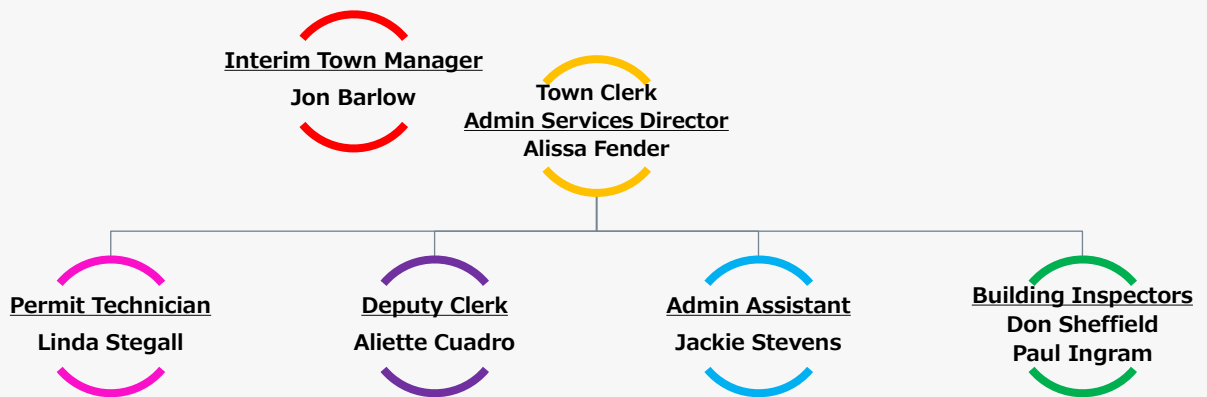 Interim Town Manager
Jon Barlow
Town Clerk
Admin Services Director
Alissa Fender
Permit Technician
Linda Stegall
Deputy Clerk
Aliette Cuadro
Admin Assistant
Jackie Stevens
Building Inspectors
Don Sheffield
Paul Ingram